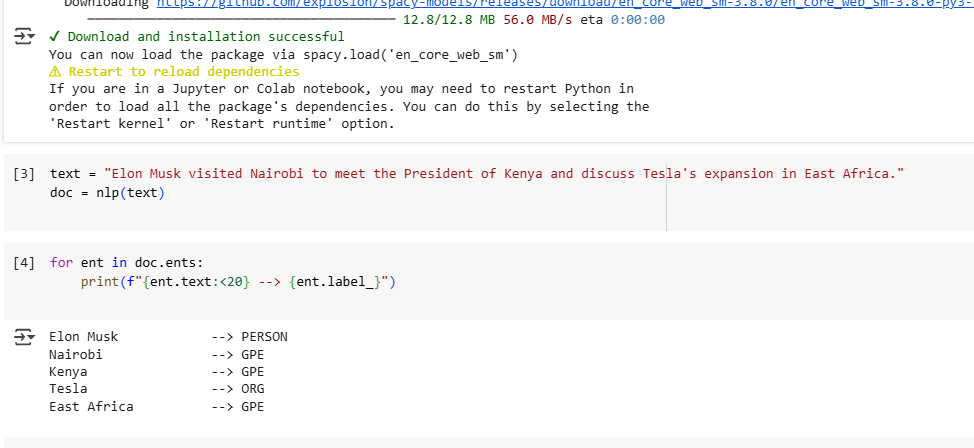 Downloading https://github.com/explosion/spacy-models/releases/download/en_core_web_sm-3.8.0/en_core_web_sm-3.8.0-py3-
12.8/12.8 MB 56.0 MB/s eta 0:00:00
✓ Download and installation successful
You can now load the package via spacy.load('en_core_web_sm')
⚠ Restart to reload dependencies
If you are in a Jupyter or Colab notebook, you may need to restart Python in
order to load all the package's dependencies. You can do this by selecting the
'Restart kernel' or 'Restart runtime' option.
[3] text = "Elon Musk visited Nairobi to meet the President of Kenya and discuss Tesla's expansion in East Africa."
doc = nlp(text)
[4] for ent in doc.ents:
print(f"{ent.text:<20} --> {ent.label_}")
Elon Musk --> PERSON
Nairobi --> GPE
Kenya --> GPE
Tesla --> ORG
East Africa --> GPE